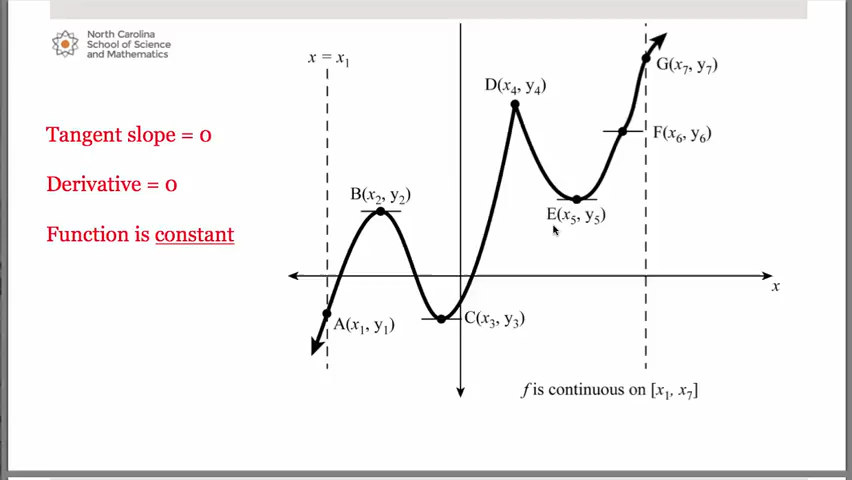 North Carolina
School of Science
and Mathematics
x = x₁
D(x₄, y₄)
G(x₇, y₇)
Tangent slope = 0
F(x₆, y₆)
Derivative = 0
B(x₂, y₂)
E(x₅, y₅)
Function is constant
x
A(x₁, y₁)
C(x₃, y₃)
f is continuous on [x₁, x₇]